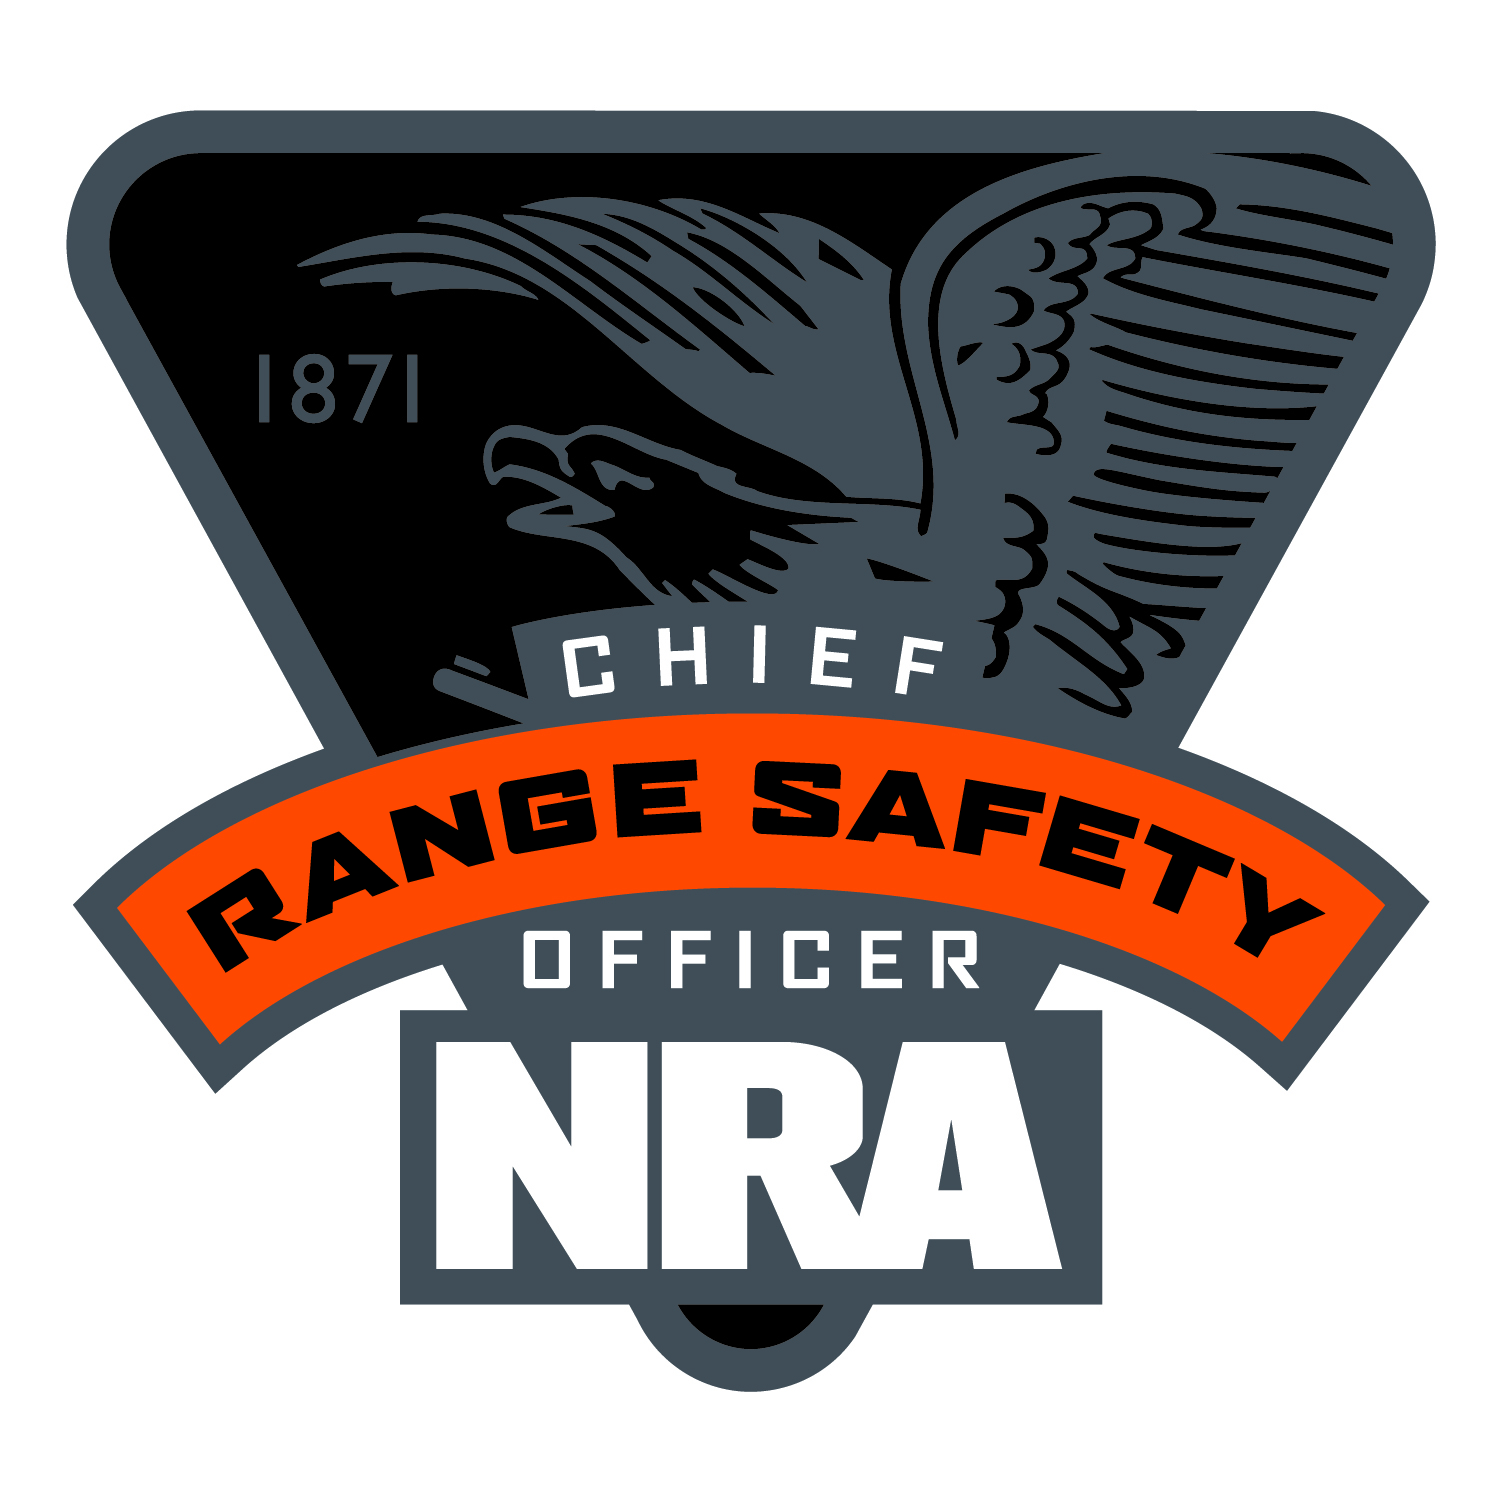 1871
CHIEF
RANGE SAFETY
OFFICER
NRA